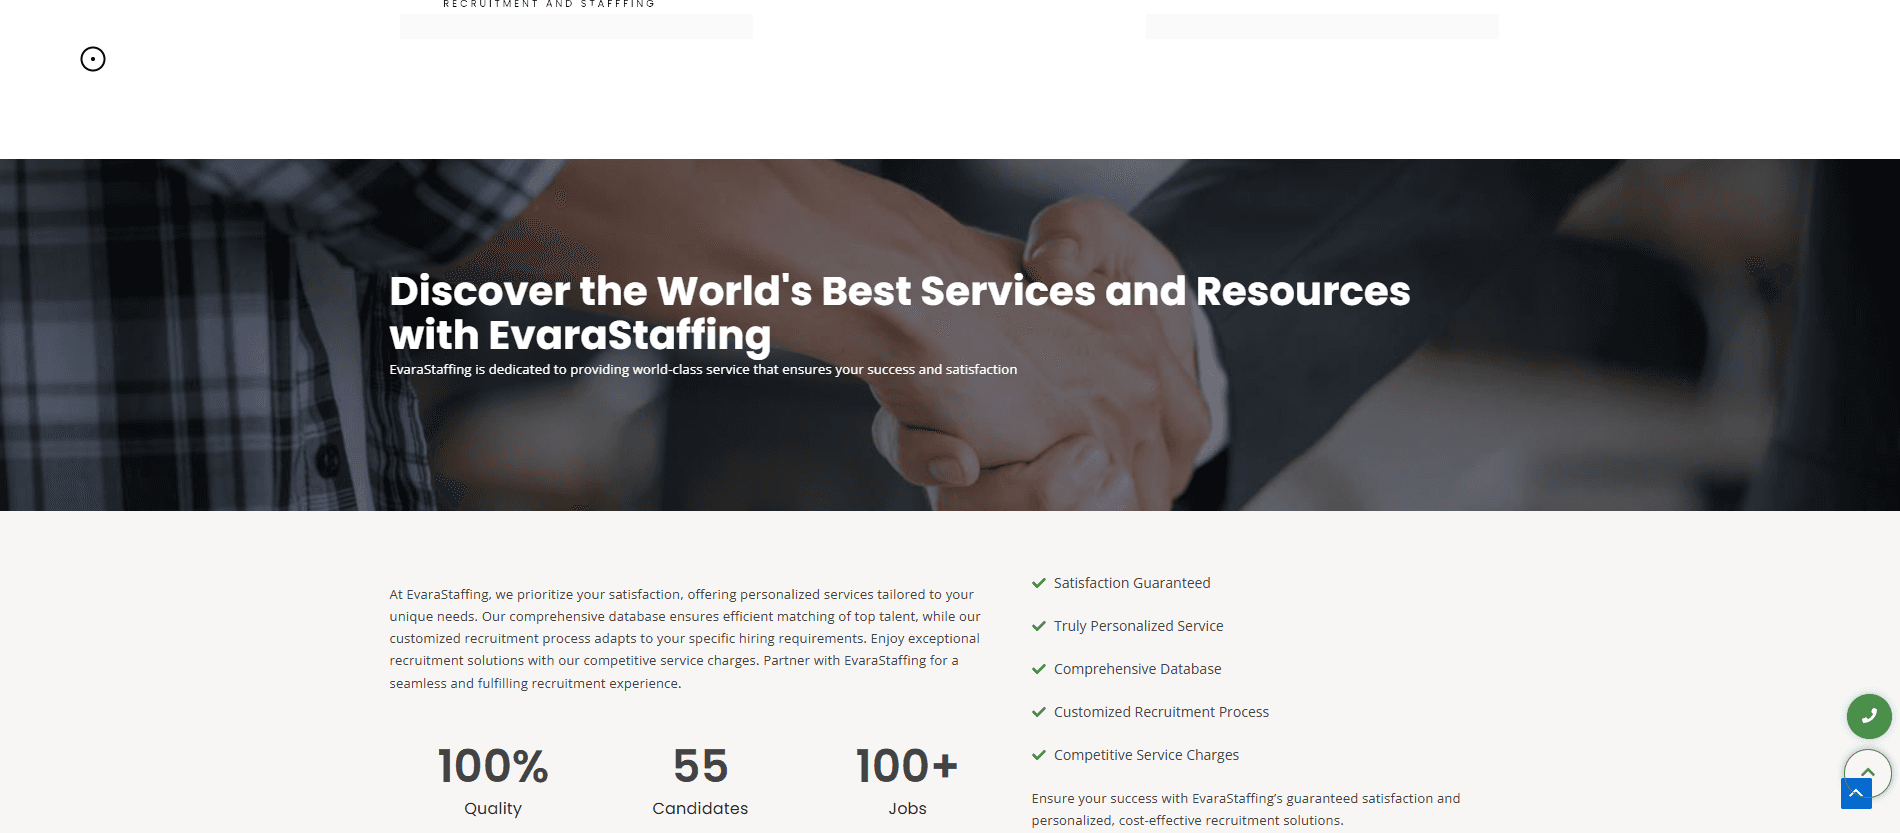 RECRUITMENT AND STAFFFING
Discover the World's Best Services and Resources
with EvaraStaffing
EvaraStaffing is dedicated to providing world-class service that ensures your success and satisfaction
At EvaraStaffing, we prioritize your satisfaction, offering personalized services tailored to your
unique needs. Our comprehensive database ensures efficient matching of top talent, while our
customized recruitment process adapts to your specific hiring requirements. Enjoy exceptional
recruitment solutions with our competitive service charges. Partner with EvaraStaffing for a
seamless and fulfilling recruitment experience.
100%
Quality
55
Candidates
100+
Jobs
Satisfaction Guaranteed
Truly Personalized Service
Comprehensive Database
Customized Recruitment Process
Competitive Service Charges
Ensure your success with EvaraStaffing’s guaranteed satisfaction and
personalized, cost-effective recruitment solutions.